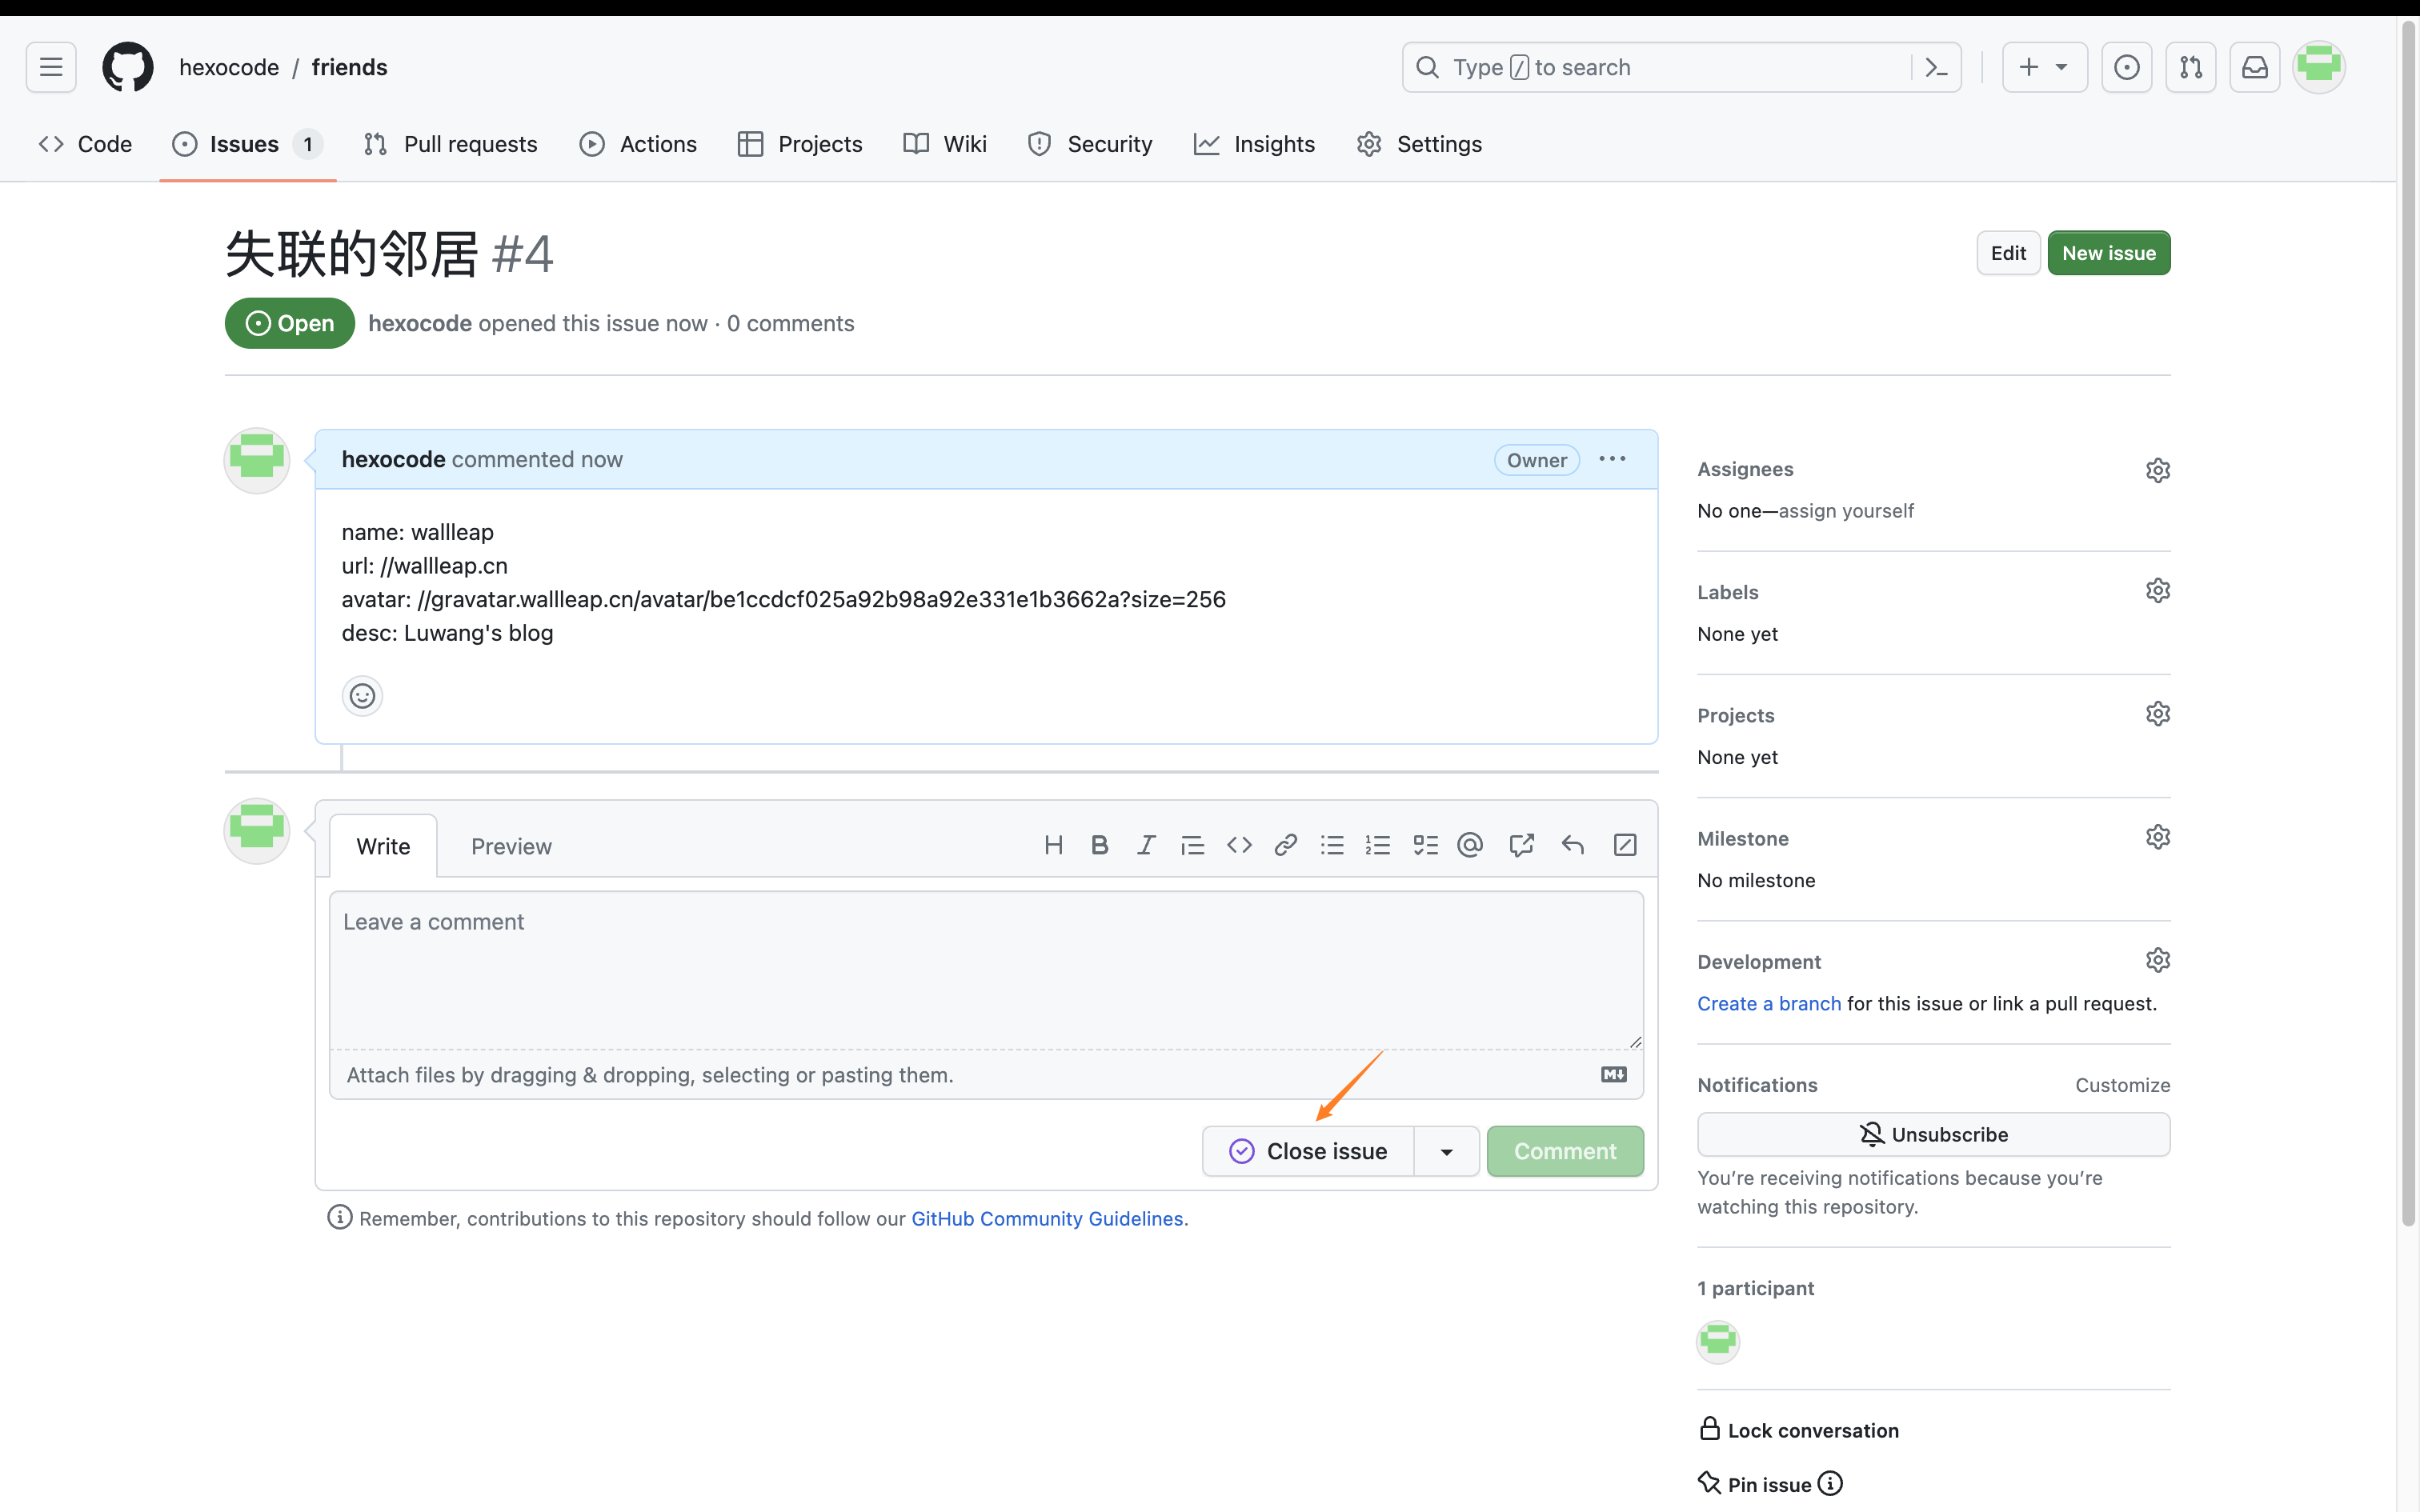 hexocode / friends
Type / to search
Code
Issues 1
Pull requests
Actions
Projects
Wiki
Security
Insights
Settings
失联的邻居 #4
Edit
New issue
Open
hexocode opened this issue now · 0 comments
hexocode commented now
Owner
name: wallleap
url: //wallleap.cn
avatar: //gravatar.wallleap.cn/avatar/be1ccdcf025a92b98a92e331e1b3662a?size=256
desc: Luwang's blog
Write
Preview
Leave a comment
Attach files by dragging & dropping, selecting or pasting them.
Close issue
Comment
Remember, contributions to this repository should follow our GitHub Community Guidelines.
Assignees
No one—assign yourself
Labels
None yet
Projects
None yet
Milestone
No milestone
Development
Create a branch for this issue or link a pull request.
Notifications
Customize
Unsubscribe
You’re receiving notifications because you’re
watching this repository.
1 participant
Lock conversation
Pin issue